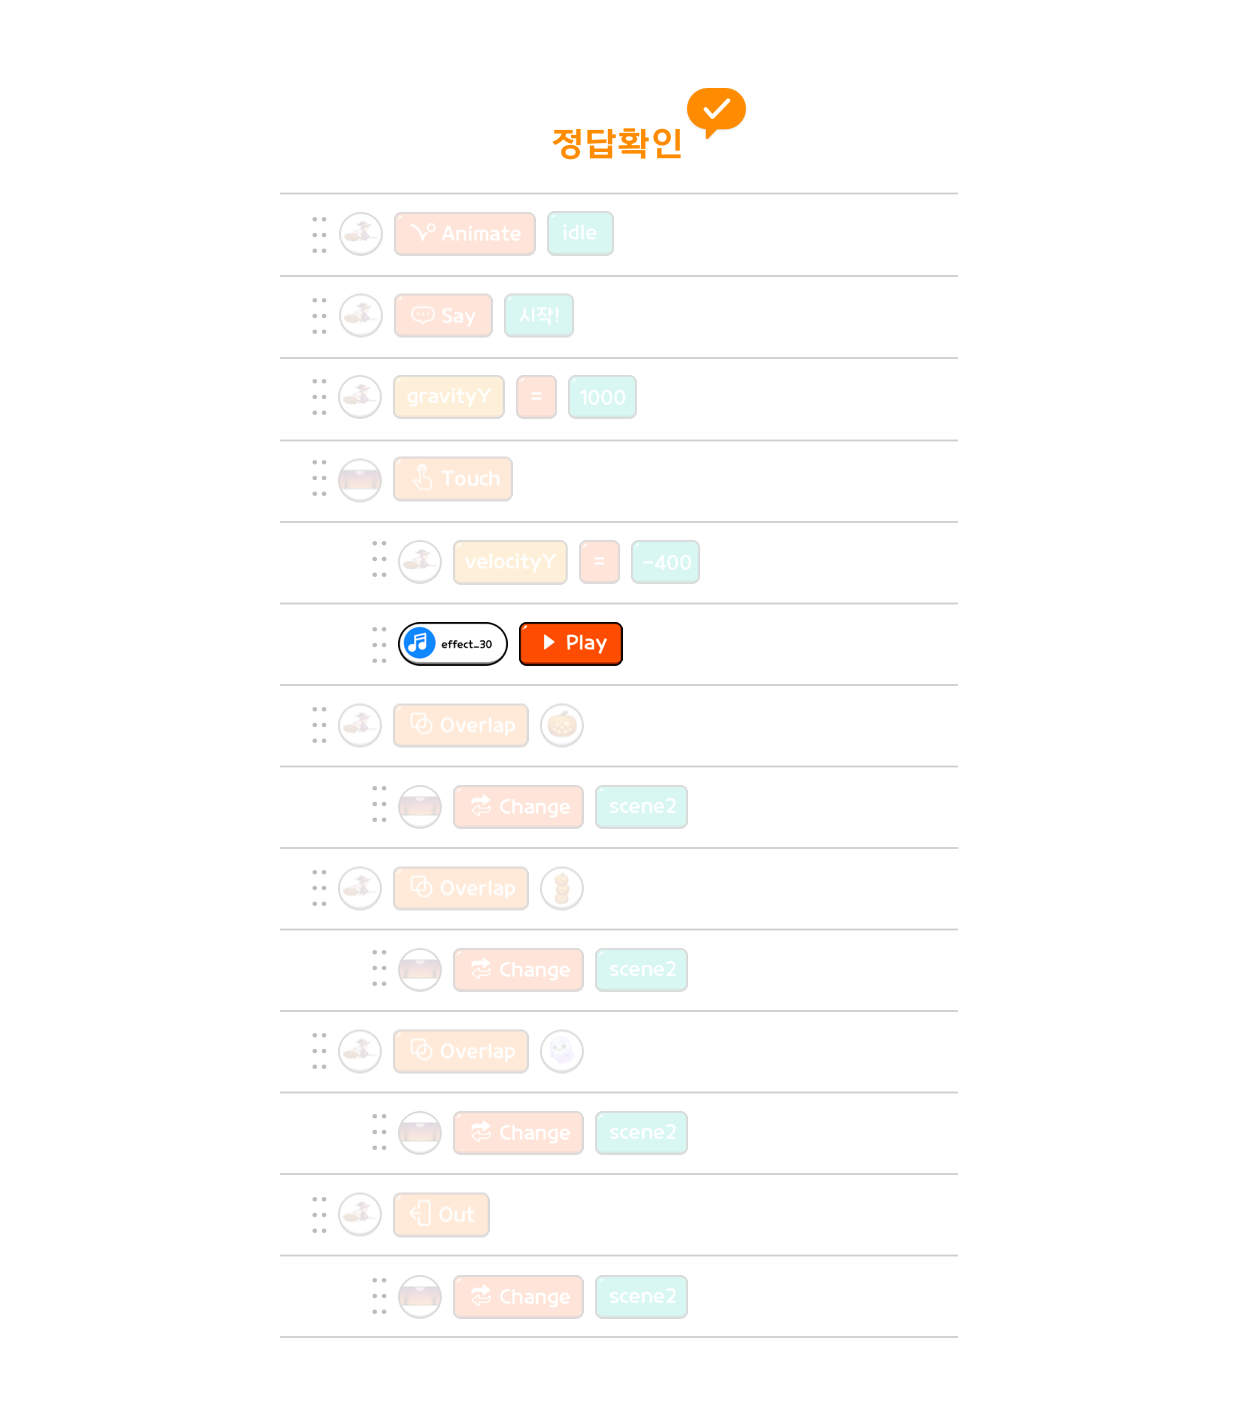 정답확인
Animate idle
Say 시작!
gravityY = 1000
Touch
velocityY = -400
effect_30 Play
Overlap
Change scene2
Overlap
Change scene2
Overlap
Change scene2
Out
Change scene2